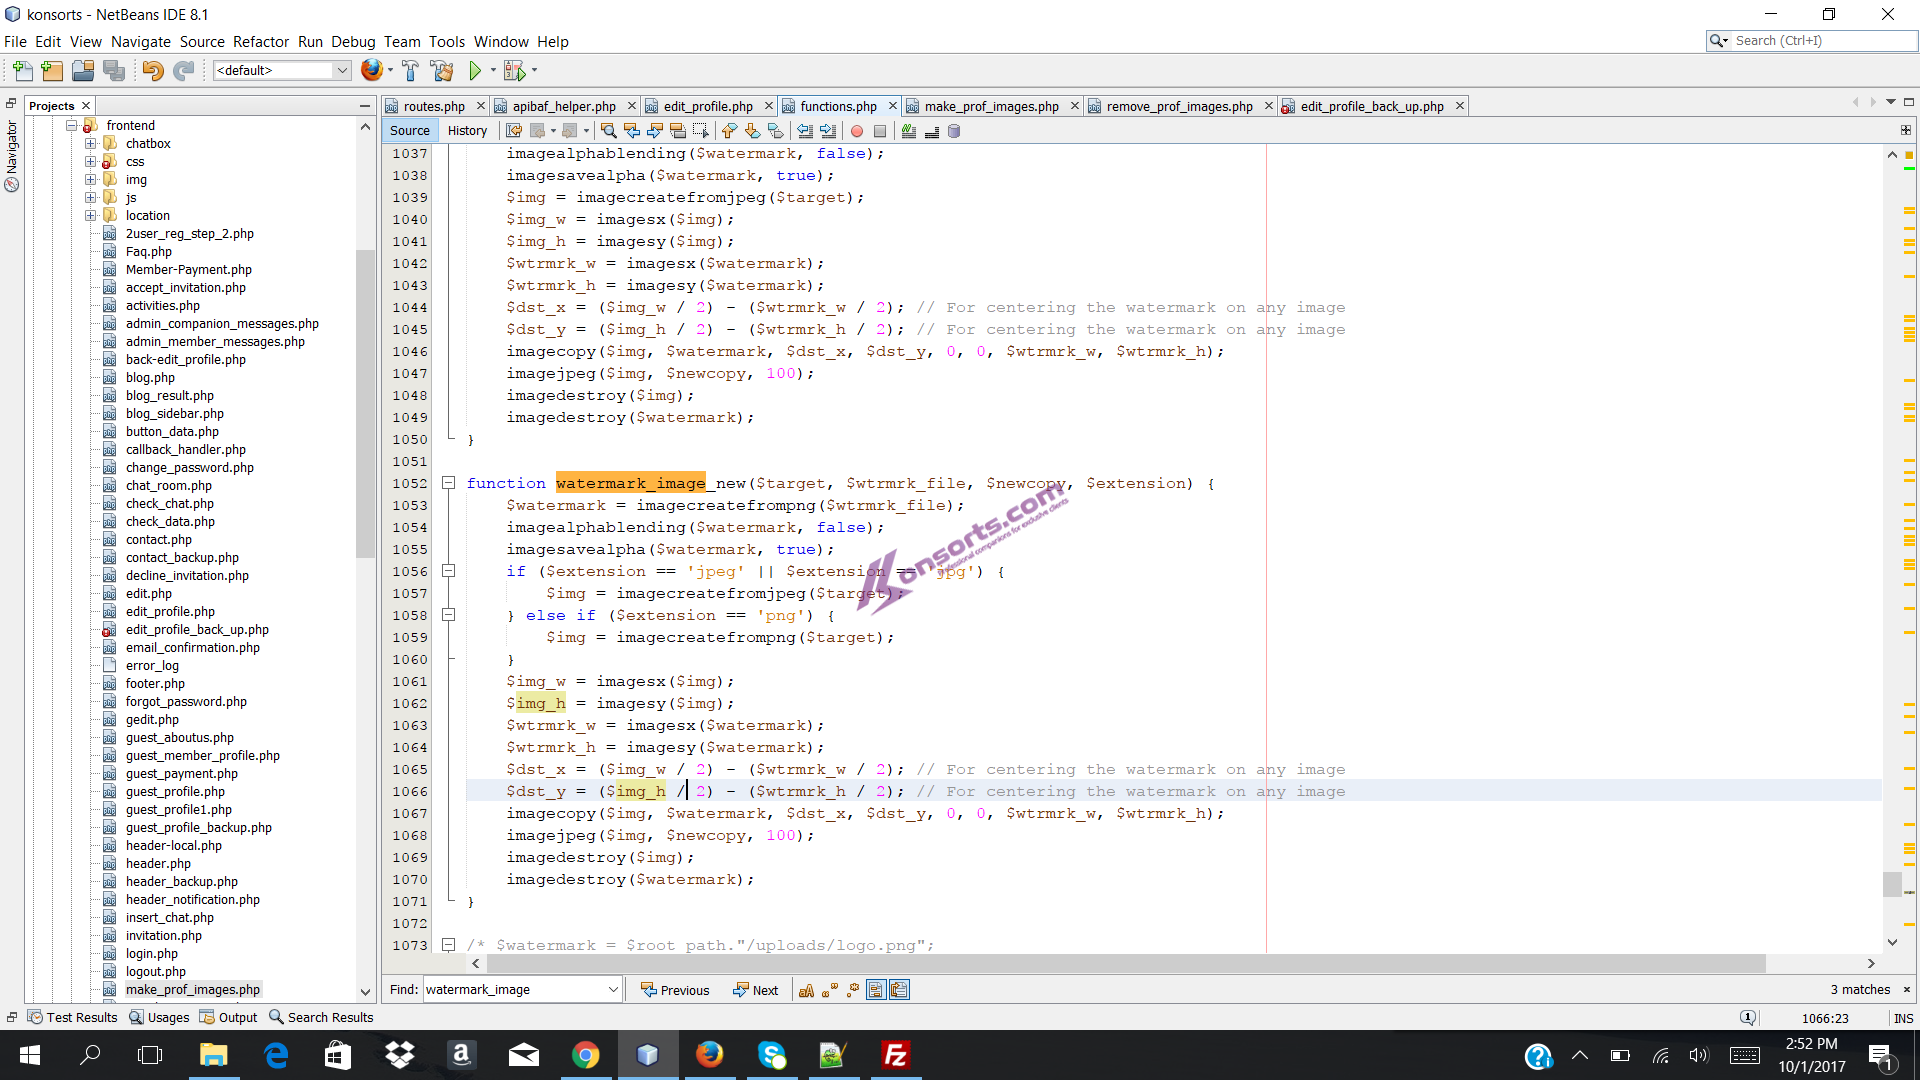 konsorts - NetBeans IDE 8.1
File Edit View Navigate Source Refactor Run Debug Team Tools Window Help
Search (Ctrl+I)
<default>
Navigator
Projects
frontend
chatbox
css
img
js
location
2user_reg_step_2.php
Faq.php
Member-Payment.php
accept_invitation.php
activities.php
admin_companion_messages.php
admin_member_messages.php
back-edit_profile.php
blog.php
blog_result.php
blog_sidebar.php
button_data.php
callback_handler.php
change_password.php
chat_room.php
check_chat.php
check_data.php
contact.php
contact_backup.php
decline_invitation.php
edit.php
edit_profile.php
edit_profile_back_up.php
email_confirmation.php
error_log
footer.php
forgot_password.php
gedit.php
guest_aboutus.php
guest_member_profile.php
guest_payment.php
guest_profile.php
guest_profile1.php
guest_profile_backup.php
header-local.php
header.php
header_backup.php
header_notification.php
insert_chat.php
invitation.php
login.php
logout.php
make_prof_images.php
routes.php apibaf_helper.php edit_profile.php functions.php make_prof_images.php remove_prof_images.php edit_profile_back_up.php
Source History
1037 imagealphablending($watermark, false);
1038 imagesavealpha($watermark, true);
1039 $img = imagecreatefromjpeg($target);
1040 $img_w = imagesx($img);
1041 $img_h = imagesy($img);
1042 $wtrmrk_w = imagesx($watermark);
1043 $wtrmrk_h = imagesy($watermark);
1044 $dst_x = ($img_w / 2) - ($wtrmrk_w / 2); // For centering the watermark on any image
1045 $dst_y = ($img_h / 2) - ($wtrmrk_h / 2); // For centering the watermark on any image
1046 imagecopy($img, $watermark, $dst_x, $dst_y, 0, 0, $wtrmrk_w, $wtrmrk_h);
1047 imagejpeg($img, $newcopy, 100);
1048 imagedestroy($img);
1049 imagedestroy($watermark);
1050 }
1051
1052 function watermark_image_new($target, $wtrmrk_file, $newcopy, $extension) {
1053 $watermark = imagecreatefrompng($wtrmrk_file);
1054 imagealphablending($watermark, false);
1055 imagesavealpha($watermark, true);
1056 if ($extension == 'jpeg' || $extension == 'jpg') {
1057 $img = imagecreatefromjpeg($target);
1058 } else if ($extension == 'png') {
1059 $img = imagecreatefrompng($target);
1060 }
1061 $img_w = imagesx($img);
1062 $img_h = imagesy($img);
1063 $wtrmrk_w = imagesx($watermark);
1064 $wtrmrk_h = imagesy($watermark);
1065 $dst_x = ($img_w / 2) - ($wtrmrk_w / 2); // For centering the watermark on any image
1066 $dst_y = ($img_h / 2) - ($wtrmrk_h / 2); // For centering the watermark on any image
1067 imagecopy($img, $watermark, $dst_x, $dst_y, 0, 0, $wtrmrk_w, $wtrmrk_h);
1068 imagejpeg($img, $newcopy, 100);
1069 imagedestroy($img);
1070 imagedestroy($watermark);
1071 }
1072
1073 /* $watermark = $root_path."/uploads/logo.png";
Konsorts.com
Professional companions for exclusive clients
Find: watermark_image Previous Next 3 matches
Test Results Usages Output Search Results
1066:23 INS
2:52 PM
10/1/2017
1